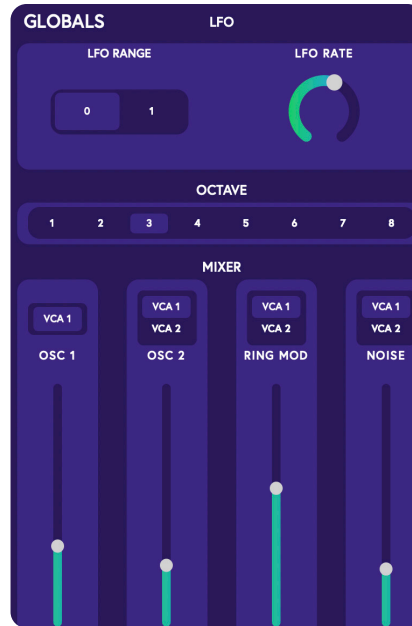 GLOBALS LFO
LFO RANGE LFO RATE
0 1
OCTAVE
1 2 3 4 5 6 7 8
MIXER
VCA 1 VCA 1 VCA 1 VCA 1
VCA 2 VCA 2 VCA 2
OSC 1 OSC 2 RING MOD NOISE